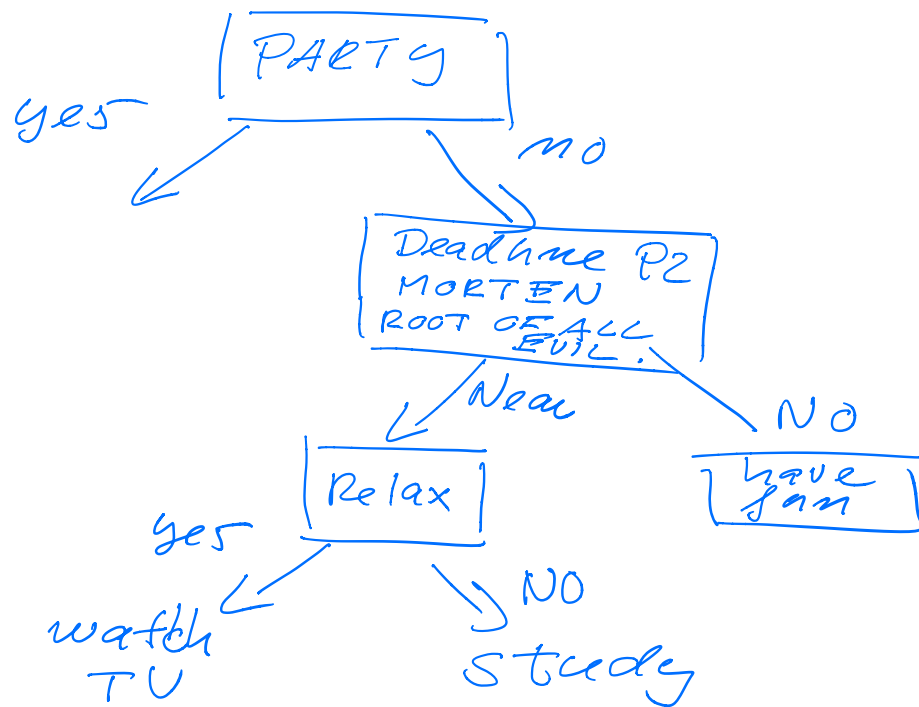 PARTY
yes
no
Deadline P2
MORTEN
ROOT OF ALL
EVIL.
Near
NO
Relax
have
fun
yes
NO
watch
TV
study